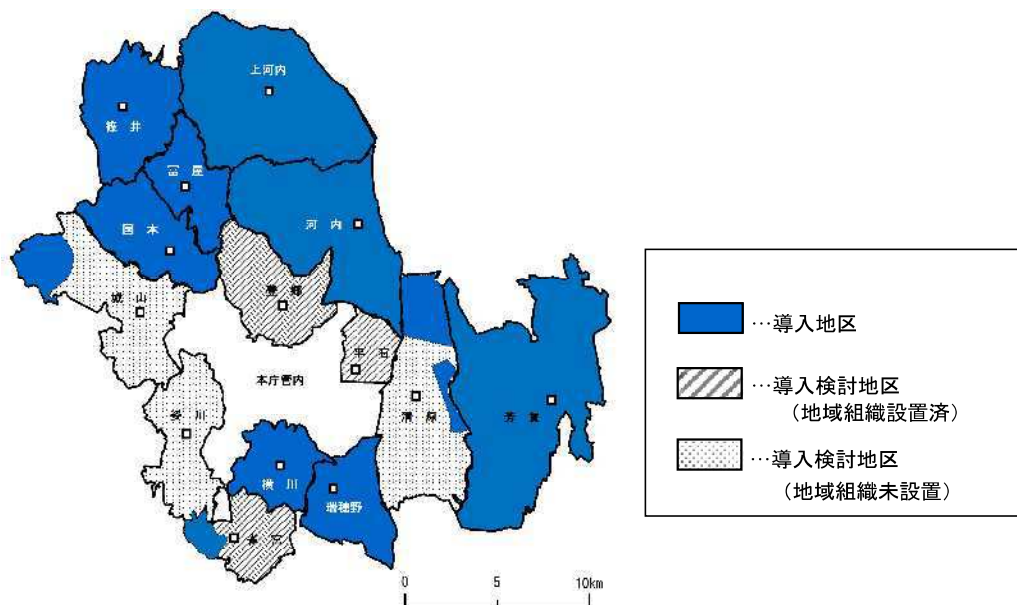 上河内
篠 井
富 屋
河 内
国 本
豊 郷
城 山
平 石
本庁管内
清 原
芳 賀
姿 川
横 川
瑞穂野
…導入地区
…導入検討地区
(地域組織設置済)
…導入検討地区
(地域組織未設置)
0 5 10km